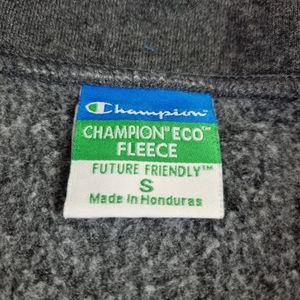 Champion
CHAMPION® ECO™
FLEECE
FUTURE FRIENDLY™
S
Made in Honduras